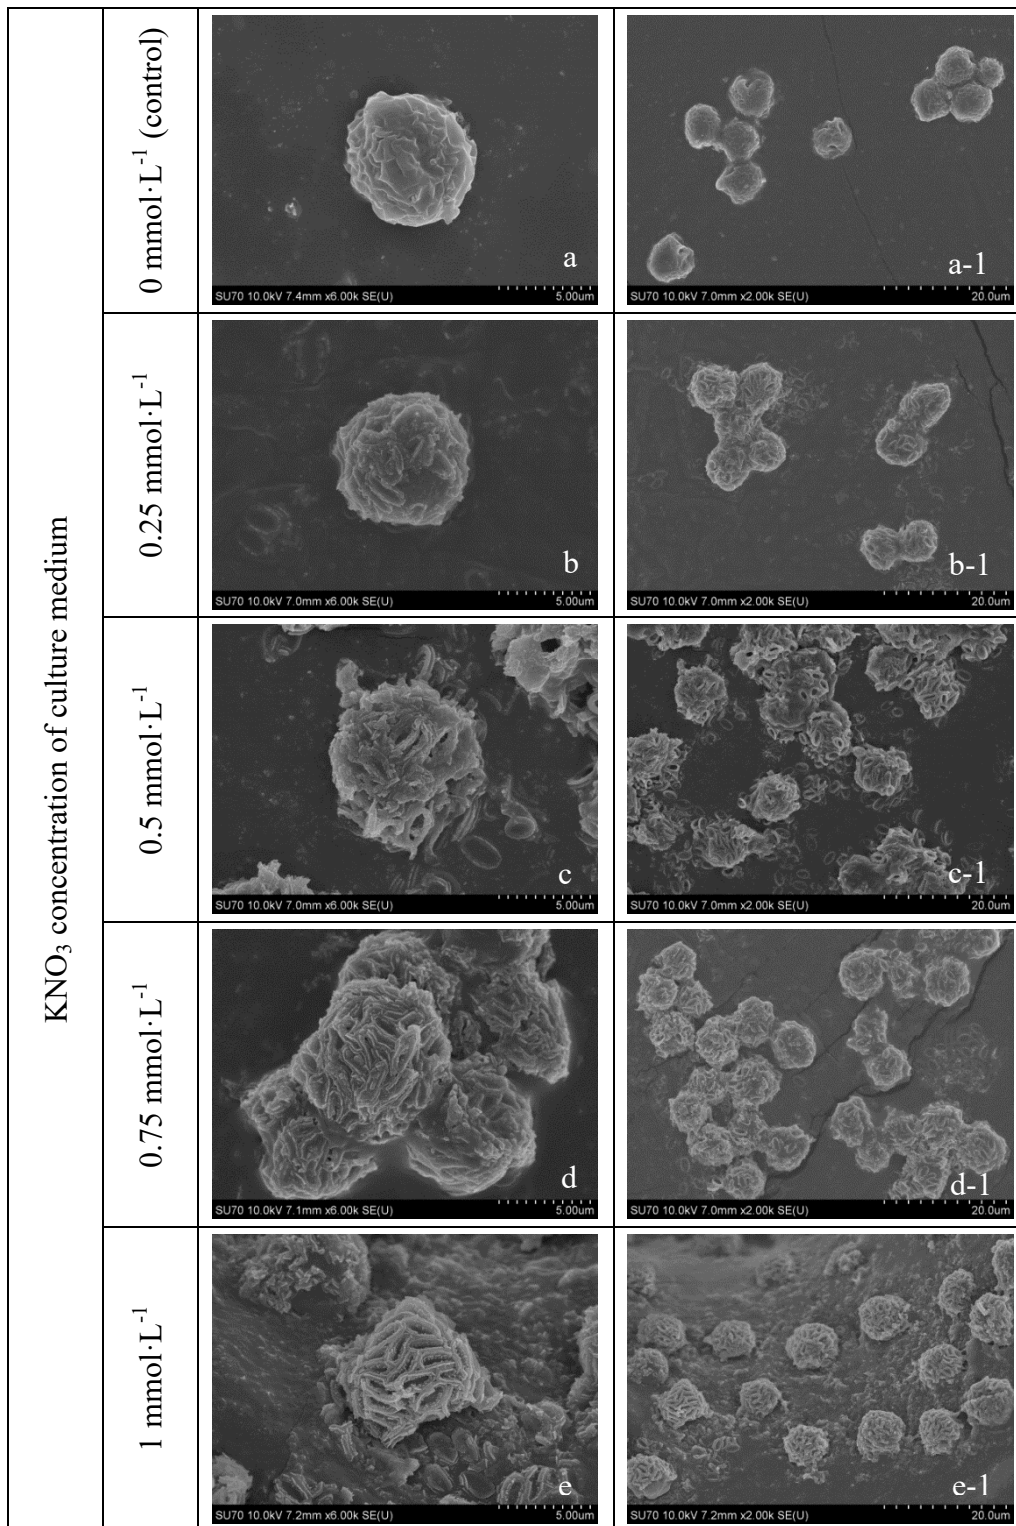 KNO₃ concentration of culture medium
0 mmol·L⁻¹ (control)
a
SU70 10.0kV 7.4mm x6.00k SE(U) 5.00um
a-1
SU70 10.0kV 7.0mm x2.00k SE(U) 20.0um
0.25 mmol·L⁻¹
b
SU70 10.0kV 7.0mm x6.00k SE(U) 5.00um
b-1
SU70 10.0kV 7.0mm x2.00k SE(U) 20.0um
0.5 mmol·L⁻¹
c
SU70 10.0kV 7.0mm x6.00k SE(U) 5.00um
c-1
SU70 10.0kV 7.0mm x2.00k SE(U) 20.0um
0.75 mmol·L⁻¹
d
SU70 10.0kV 7.1mm x6.00k SE(U) 5.00um
d-1
SU70 10.0kV 7.0mm x2.00k SE(U) 20.0um
1 mmol·L⁻¹
e
SU70 10.0kV 7.2mm x6.00k SE(U) 5.00um
e-1
SU70 10.0kV 7.2mm x2.00k SE(U) 20.0um